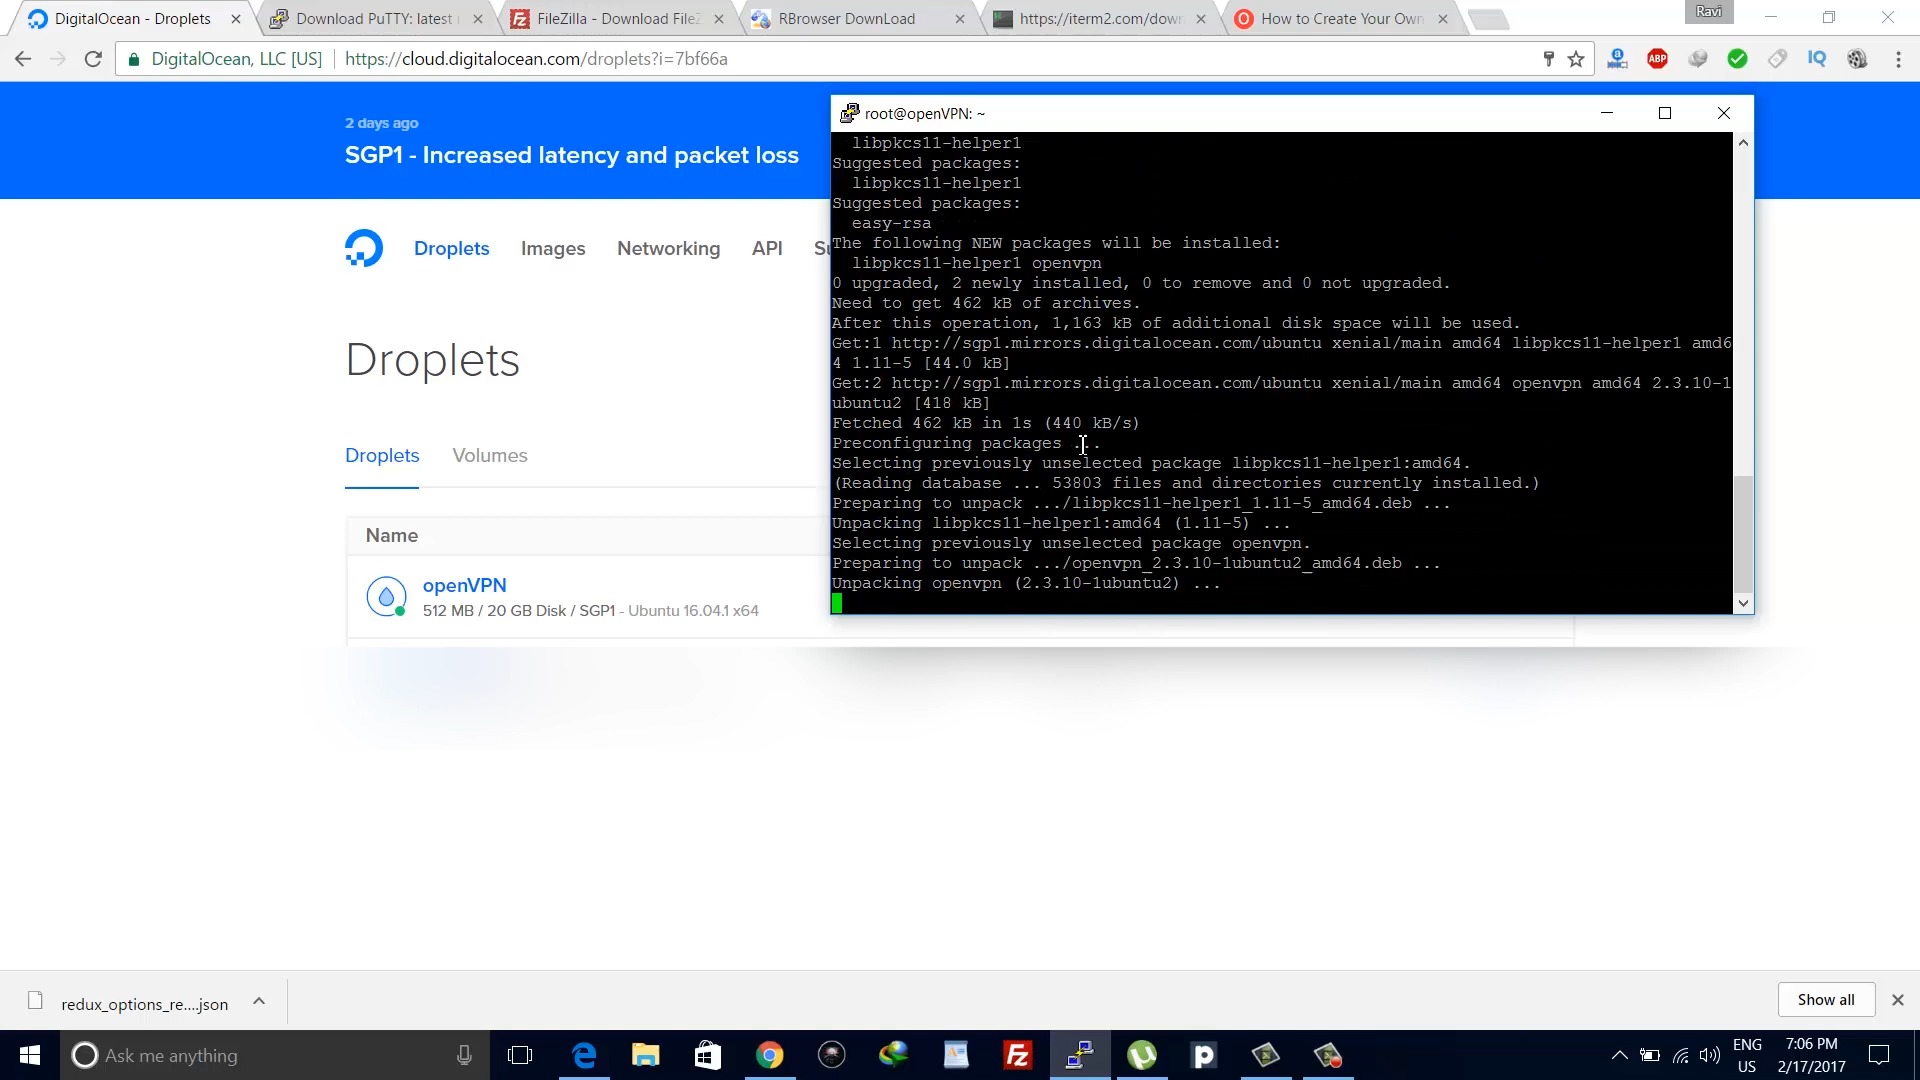 DigitalOcean - Droplets
Download PuTTY: latest
FileZilla - Download FileZ
RBrowser DownLoad
https://iterm2.com/dow
How to Create Your Own
Ravi
DigitalOcean, LLC [US]
https://cloud.digitalocean.com/droplets?i=7bf66a
ABP
IQ
2 days ago
SGP1 - Increased latency and packet loss
Droplets
Images
Networking
API
Droplets
Droplets
Volumes
Name
openVPN
512 MB / 20 GB Disk / SGP1 - Ubuntu 16.04.1 x64
root@openVPN: ~
libpkcs11-helper1
Suggested packages:
libpkcs11-helper1
Suggested packages:
easy-rsa
The following NEW packages will be installed:
libpkcs11-helper1 openvpn
0 upgraded, 2 newly installed, 0 to remove and 0 not upgraded.
Need to get 462 kB of archives.
After this operation, 1,163 kB of additional disk space will be used.
Get:1 http://sgp1.mirrors.digitalocean.com/ubuntu xenial/main amd64 libpkcs11-helper1 amd6
4 1.11-5 [44.0 kB]
Get:2 http://sgp1.mirrors.digitalocean.com/ubuntu xenial/main amd64 openvpn amd64 2.3.10-1
ubuntu2 [418 kB]
Fetched 462 kB in 1s (440 kB/s)
Preconfiguring packages ...
Selecting previously unselected package libpkcs11-helper1:amd64.
(Reading database ... 53803 files and directories currently installed.)
Preparing to unpack .../libpkcs11-helper1_1.11-5_amd64.deb ...
Unpacking libpkcs11-helper1:amd64 (1.11-5) ...
Selecting previously unselected package openvpn.
Preparing to unpack .../openvpn_2.3.10-1ubuntu2_amd64.deb ...
Unpacking openvpn (2.3.10-1ubuntu2) ...
redux_options_re....json
Show all
Ask me anything
ENG
US
7:06 PM
2/17/2017